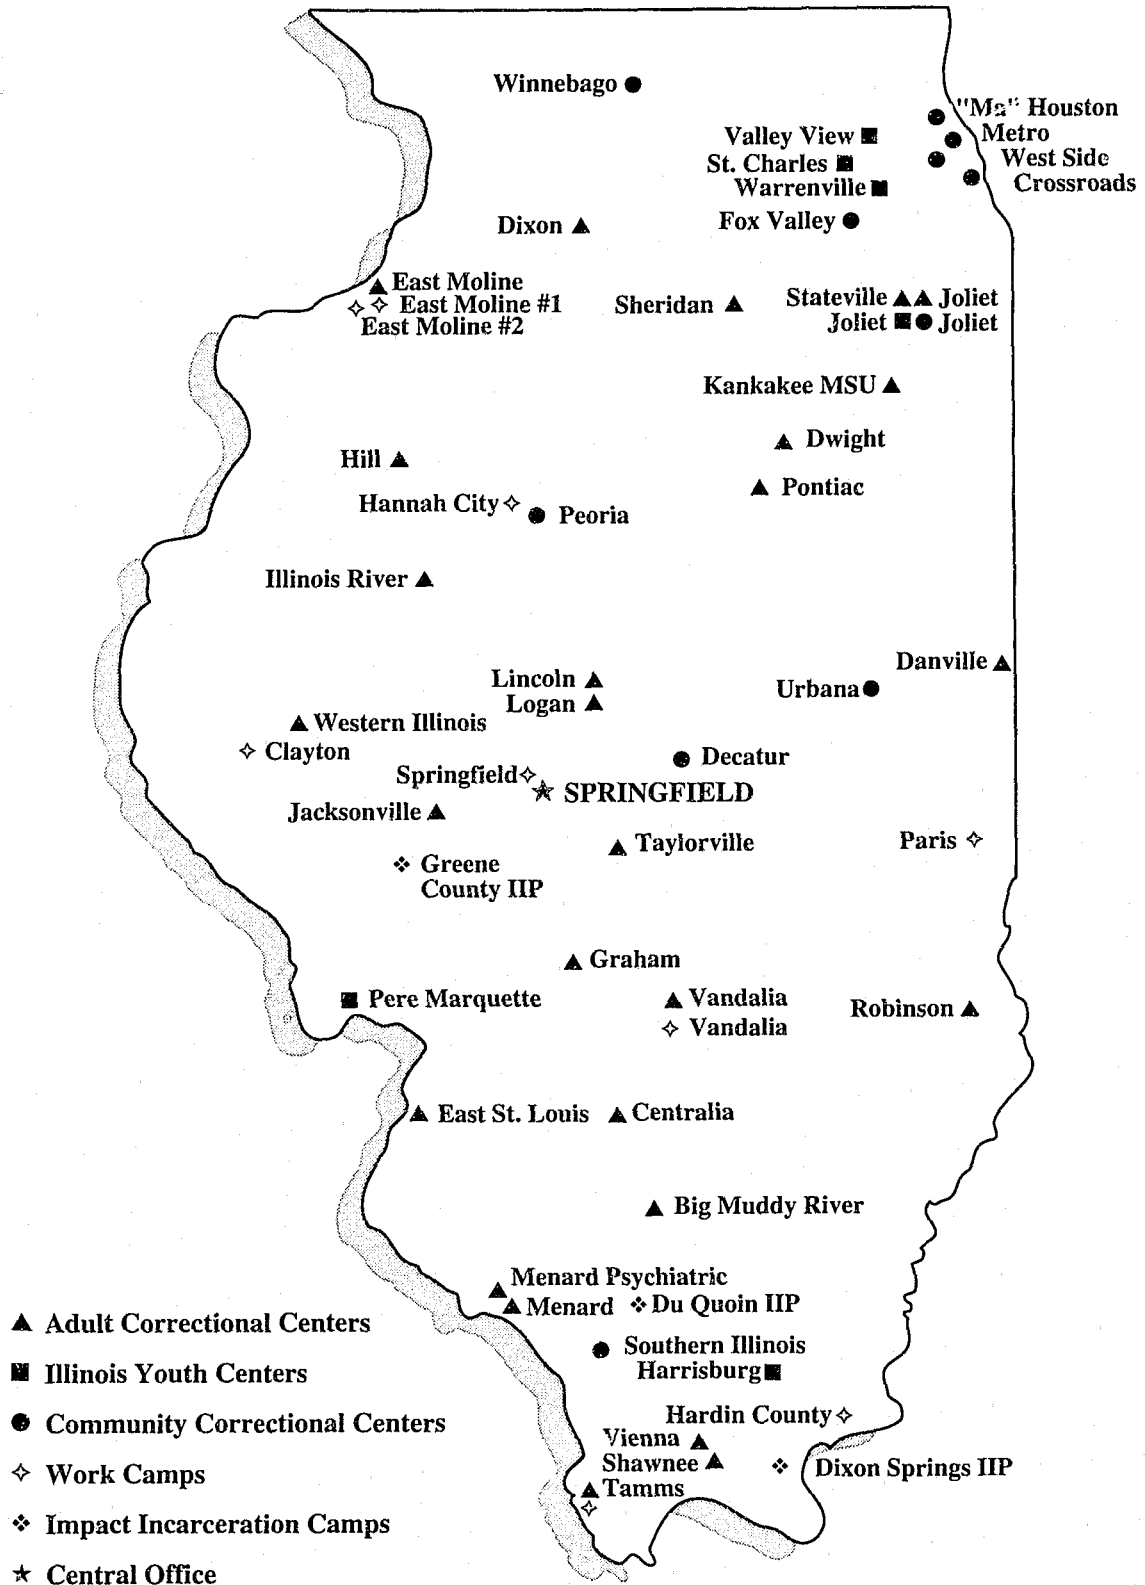 Winnebago
"Ma" Houston
Metro
West Side
Crossroads
Valley View
St. Charles
Warrenville
Fox Valley
Dixon
East Moline
East Moline #1
East Moline #2
Sheridan
Stateville Joliet
Joliet Joliet
Kankakee MSU
Dwight
Hill
Pontiac
Hannah City
Peoria
Illinois River
Danville
Lincoln
Urbana
Logan
Western Illinois
Clayton
Decatur
Springfield
SPRINGFIELD
Jacksonville
Taylorville
Paris
Greene
County IIP
Graham
Pere Marquette
Vandalia
Robinson
Vandalia
East St. Louis
Centralia
Big Muddy River
Menard Psychiatric
Menard
Du Quoin IIP
Southern Illinois
Harrisburg
Hardin County
Vienna
Shawnee
Dixon Springs IIP
Tamms
Adult Correctional Centers
Illinois Youth Centers
Community Correctional Centers
Work Camps
Impact Incarceration Camps
Central Office